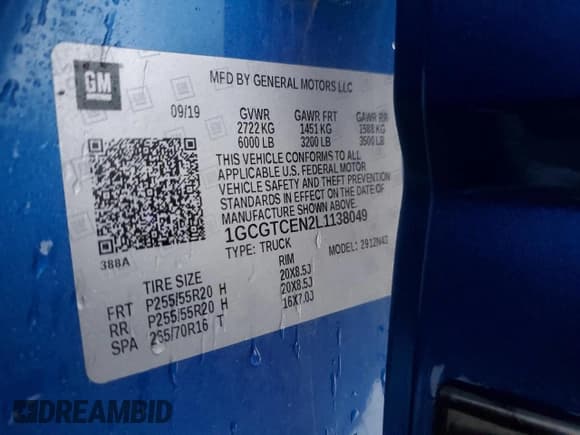 GM
MFD BY GENERAL MOTORS LLC
09/19
GVWR GAWR FRT GAWR RR
2722 KG 1451 KG 1588 KG
6000 LB 3200 LB 3500 LB
THIS VEHICLE CONFORMS TO ALL
APPLICABLE U.S. FEDERAL MOTOR
VEHICLE SAFETY AND THEFT PREVENTION
STANDARDS IN EFFECT ON THE DATE OF
MANUFACTURE SHOWN ABOVE.
1GCGTCEN2L1138049
TYPE: TRUCK MODEL: 2912N43
388A
TIRE SIZE RIM
FRT P255/55R20 H 20X8.5J
RR P255/55R20 H 20X8.5J
SPA 265/70R16 T 16X7.0J
DREAMBID